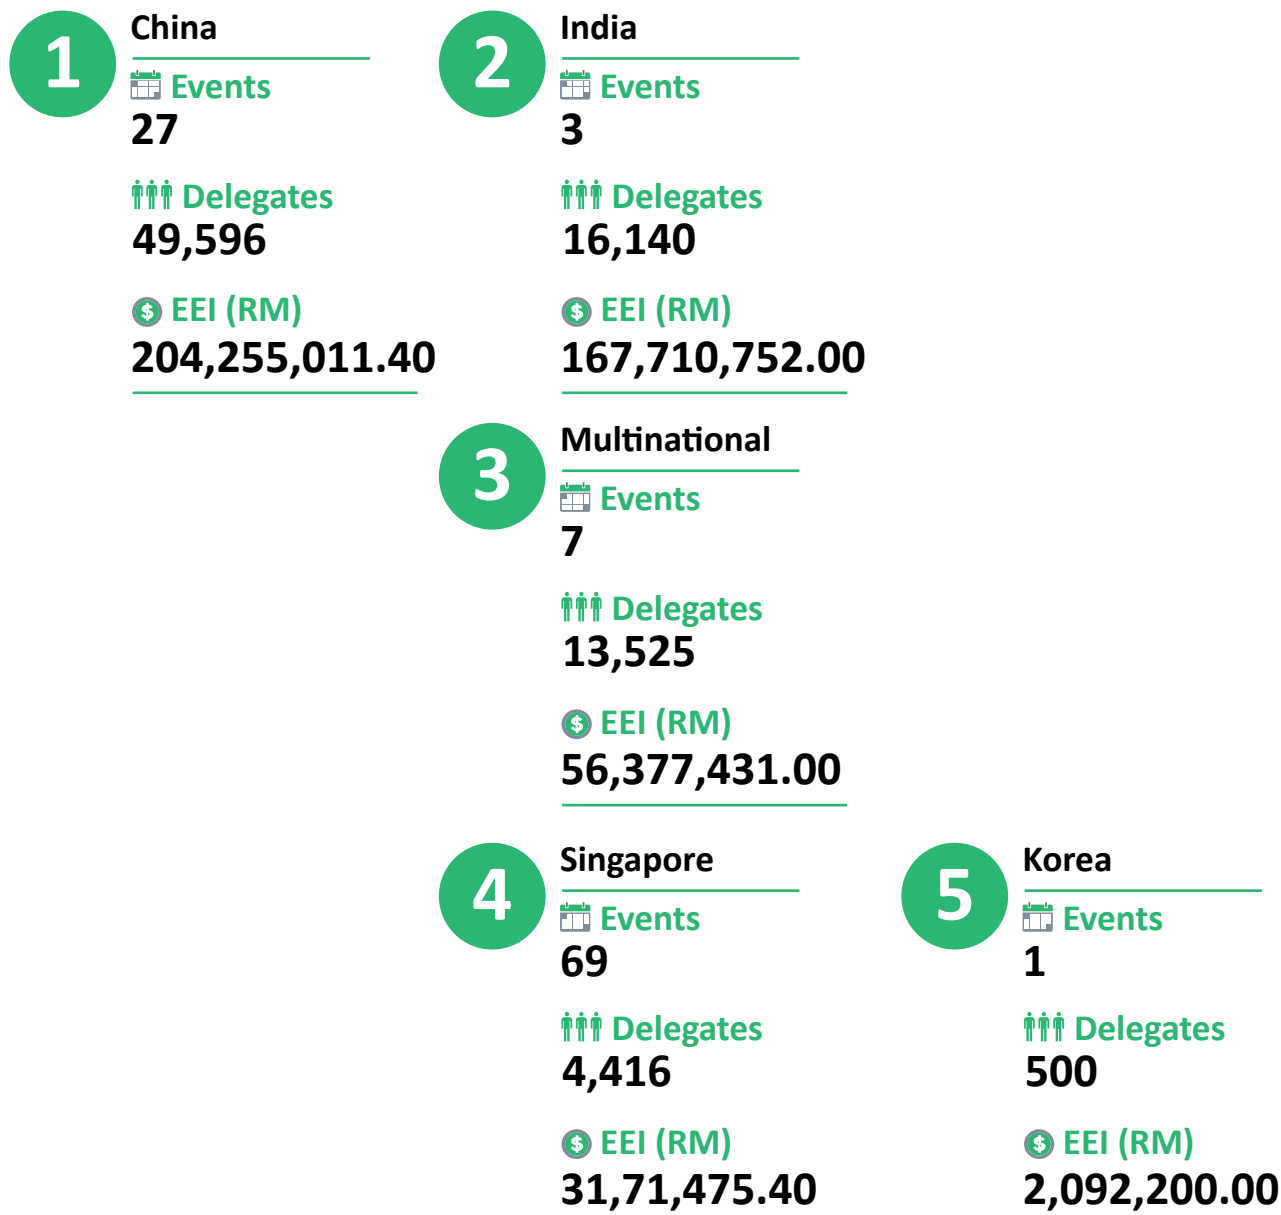 1
China
Events
27
Delegates
49,596
EEI (RM)
204,255,011.40
2
India
Events
3
Delegates
16,140
EEI (RM)
167,710,752.00
3
Multinational
Events
7
Delegates
13,525
EEI (RM)
56,377,431.00
4
Singapore
Events
69
Delegates
4,416
EEI (RM)
31,71,475.40
5
Korea
Events
1
Delegates
500
EEI (RM)
2,092,200.00